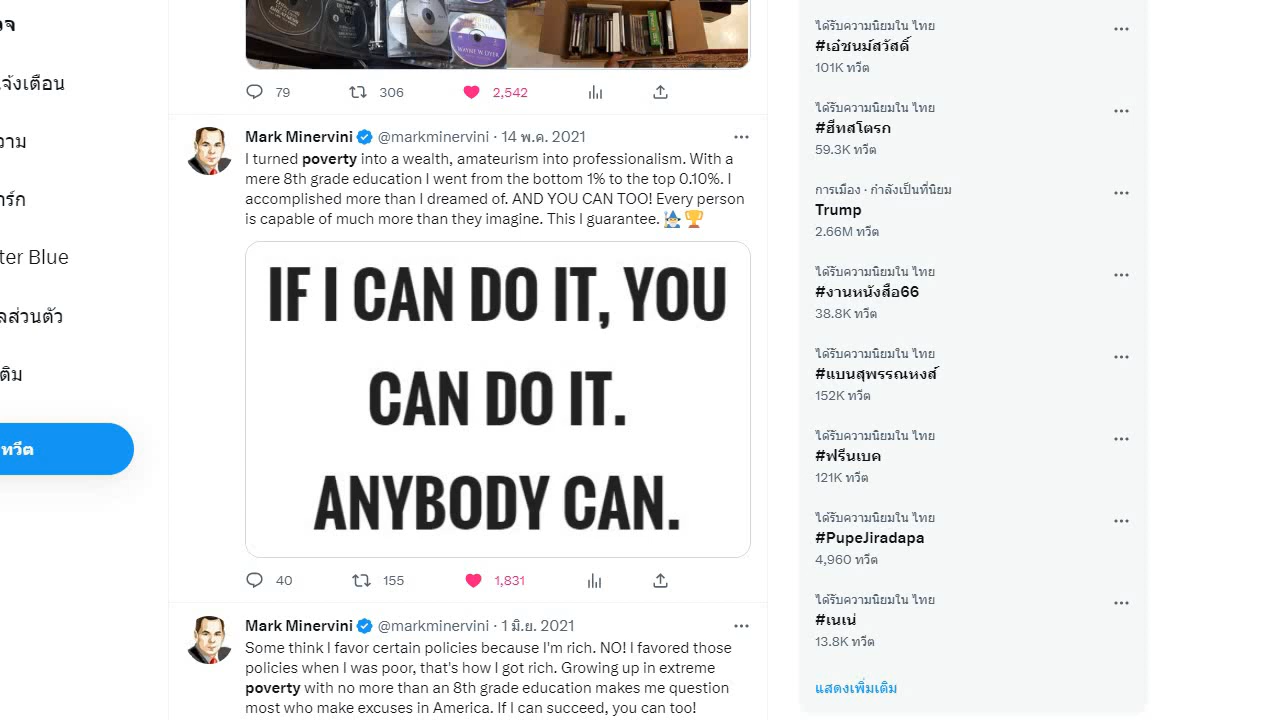 แจ้งเตือน
ter Blue
ทวีต
WAYNE W. DYER
79
306
2,542
Mark Minervini @markminervini · 14 พ.ค. 2021
I turned poverty into a wealth, amateurism into professionalism. With a
mere 8th grade education I went from the bottom 1% to the top 0.10%. I
accomplished more than I dreamed of. AND YOU CAN TOO! Every person
is capable of much more than they imagine. This I guarantee. 🧙‍♂️🏆
IF I CAN DO IT, YOU
CAN DO IT.
ANYBODY CAN.
40
155
1,831
Mark Minervini @markminervini · 1 มิ.ย. 2021
Some think I favor certain policies because I'm rich. NO! I favored those
policies when I was poor, that's how I got rich. Growing up in extreme
poverty with no more than an 8th grade education makes me question
most who make excuses in America. If I can succeed, you can too!
ได้รับความนิยมใน ไทย
#เอ๋ชนม์สวัสดิ์
101K ทวีต
ได้รับความนิยมใน ไทย
#ฮีทสโตรก
59.3K ทวีต
การเมือง · กำลังเป็นที่นิยม
Trump
2.66M ทวีต
ได้รับความนิยมใน ไทย
#งานหนังสือ66
38.8K ทวีต
ได้รับความนิยมใน ไทย
#แบนสุพรรณหงส์
152K ทวีต
ได้รับความนิยมใน ไทย
#ฟรีนเบค
121K ทวีต
ได้รับความนิยมใน ไทย
#PupeJiradapa
4,960 ทวีต
ได้รับความนิยมใน ไทย
#เนเน่
13.8K ทวีต
แสดงเพิ่มเติม